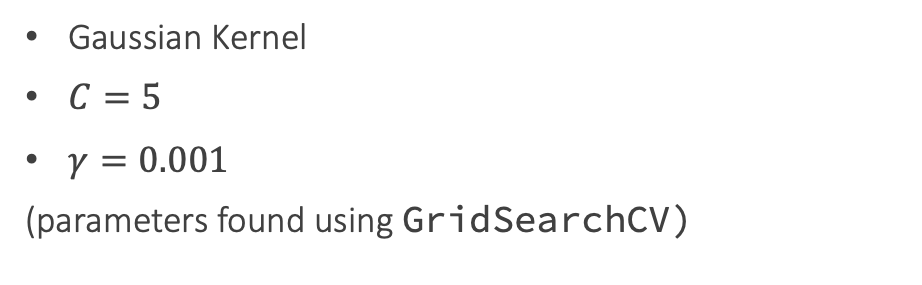 • Gaussian Kernel
• C = 5
• γ = 0.001
(parameters found using GridSearchCV)